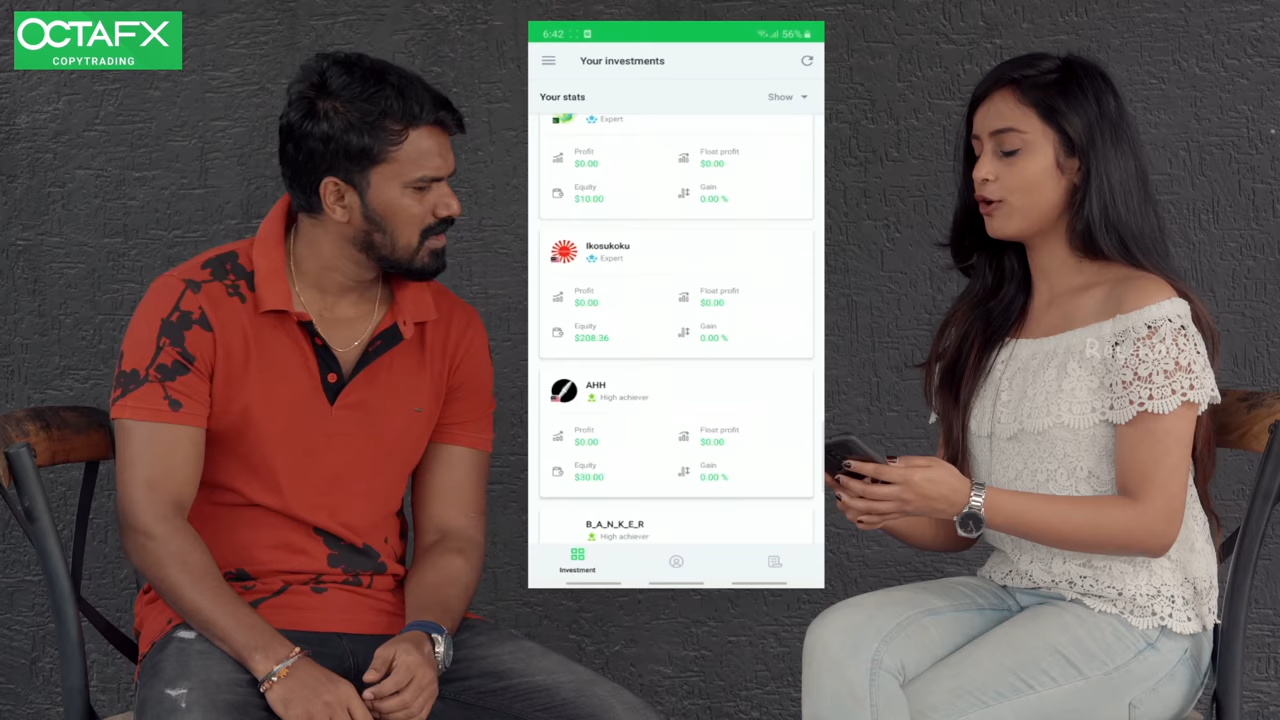 OCTAFX
COPYTRADING
6:42
56%
Your investments
Your stats
Show
Expert
Profit
Float profit
$0.00
$0.00
Equity
Gain
$10.00
0.00 %
Ikosukoku
Expert
Profit
Float profit
$0.00
$0.00
Equity
Gain
$208.36
0.00 %
AHH
High achiever
Profit
Float profit
$0.00
$0.00
Equity
Gain
$30.00
0.00 %
B_A_N_K_E_R
High achiever
Investment